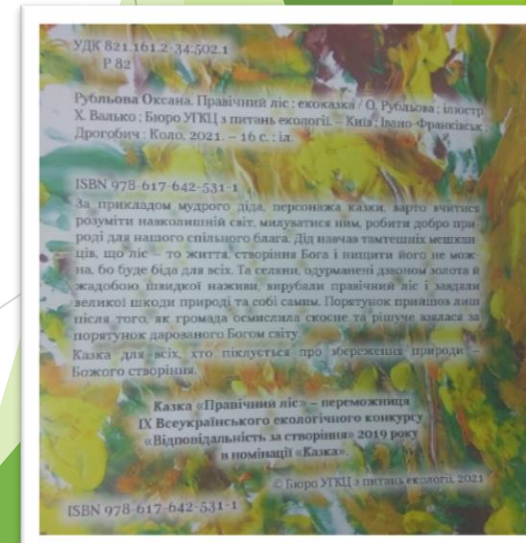 УДК 821.161.2-34:502.1
Р 82
Рубльова Оксана. Правічний ліс : екоказка / О. Рубльова ; ілюстр.
Х. Валько ; Бюро УГКЦ з питань екології. – Київ ; Івано-Франківськ ;
Дрогобич : Коло, 2021. – 16 с. : іл.
ISBN 978-617-642-531-1
За прикладом мудрого діда, персонажа казки, варто вчитися
розуміти навколишній світ, милуватися ним, робити добро при-
роді для нашого спільного блага. Дід навчав тамтешніх мешкан-
ців, що ліс – то життя, створіння Бога і нищити його не мож-
на, бо буде біда для всіх. Та селяни, одурманені дзвоном золота й
жадобою швидкої наживи, вирубали правічний ліс і завдали
великої шкоди природі та собі самим. Порятунок прийшов лиш
після того, як громада осмислила скоєне та рішуче взялася за
порятунок дарованого Богом світу.
Казка для всіх, хто піклується про збереження природи –
Божого створіння.
Казка «Правічний ліс» – переможниця
ІХ Всеукраїнського екологічного конкурсу
«Відповідальність за створіння» 2019 року
в номінації «Казка».
© Бюро УГКЦ з питань екології, 2021
ISBN 978-617-642-531-1